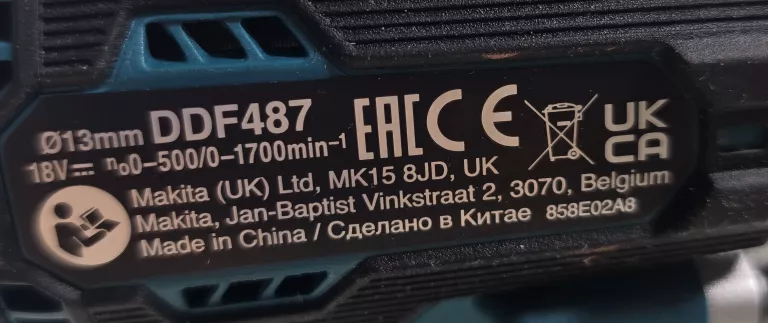 Ø13mm DDF487 EAC CE UK CA
18V⎓ n₀0-500/0-1700min⁻¹
Makita (UK) Ltd, MK15 8JD, UK
Makita, Jan-Baptist Vinkstraat 2, 3070, Belgium
Made in China / Сделано в Китае 858E02A8